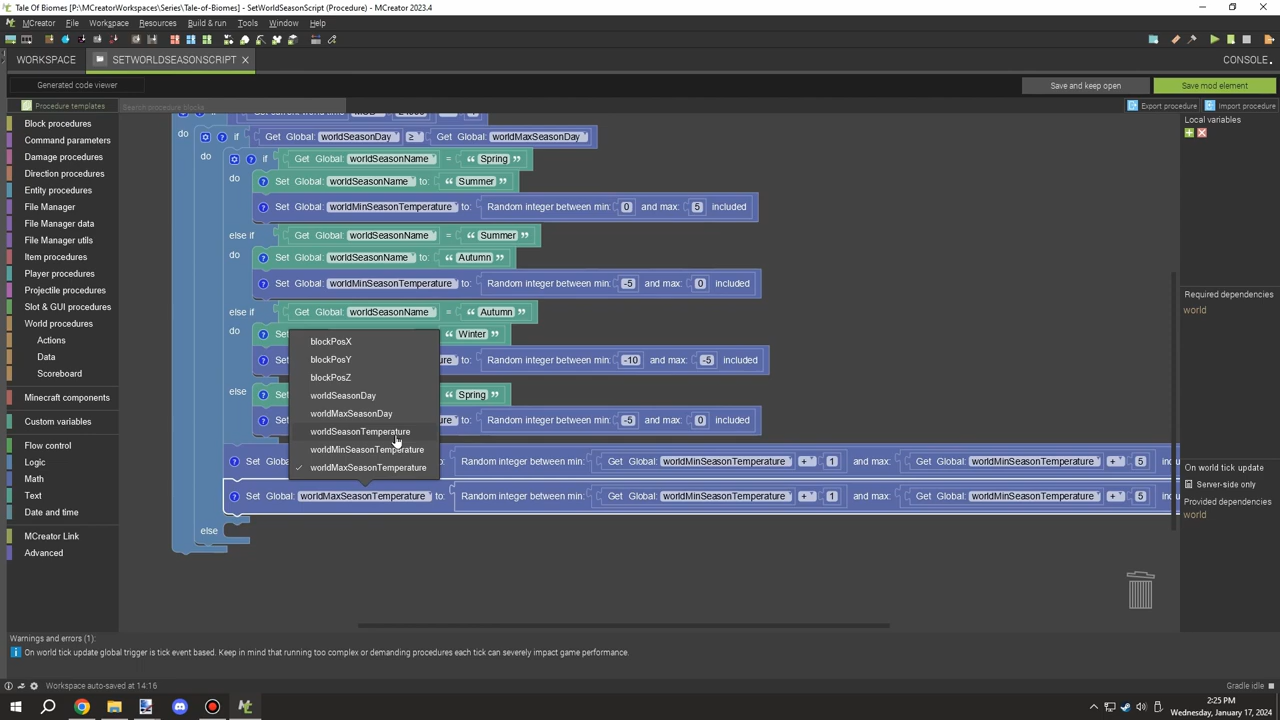 Tale Of Biomes [P:\MCreatorWorkspaces\Series\Tale-of-Biomes] - SetWorldSeasonScript (Procedure) - MCreator 2023.4
MCreator File Workspace Resources Build & run Tools Window Help
WORKSPACE SETWORLDSEASONSCRIPT CONSOLE
Generated code viewer Save and keep open Save mod element
Procedure templates Search procedure blocks Export procedure Import procedure
Block procedures
Command parameters
Damage procedures
Direction procedures
Entity procedures
File Manager
File Manager data
File Manager utils
Item procedures
Player procedures
Projectile procedures
Slot & GUI procedures
World procedures
Actions
Data
Scoreboard
Minecraft components
Custom variables
Flow control
Logic
Math
Text
Date and time
MCreator Link
Advanced
do if Get Global: worldSeasonDay ≥ Get Global: worldMaxSeasonDay
do if Get Global: worldSeasonName = “ Spring ”
do Set Global: worldSeasonName to: “ Summer ”
Set Global: worldMinSeasonTemperature to: Random integer between min: 0 and max: 5 included
else if Get Global: worldSeasonName = “ Summer ”
do Set Global: worldSeasonName to: “ Autumn ”
Set Global: worldMinSeasonTemperature to: Random integer between min: -5 and max: 0 included
else if Get Global: worldSeasonName = “ Autumn ”
do Set “ Winter ”
Set to: Random integer between min: -10 and max: -5 included
else Set “ Spring ”
Set to: Random integer between min: -5 and max: 0 included
blockPosX
blockPosY
blockPosZ
worldSeasonDay
worldMaxSeasonDay
worldSeasonTemperature
worldMinSeasonTemperature
worldMaxSeasonTemperature
Set Random integer between min: Get Global: worldMinSeasonTemperature + 1 and max: Get Global: worldMinSeasonTemperature + 5
Set Global: worldMaxSeasonTemperature to: Random integer between min: Get Global: worldMinSeasonTemperature + 1 and max: Get Global: worldMinSeasonTemperature + 5
else
Local variables
Required dependencies
world
On world tick update
Server-side only
Provided dependencies
world
Warnings and errors (1):
On world tick update global trigger is tick event based. Keep in mind that running too complex or demanding procedures each tick can severely impact game performance.
Workspace auto-saved at 14:16 Gradle idle
2:25 PM
Wednesday, January 17, 2024